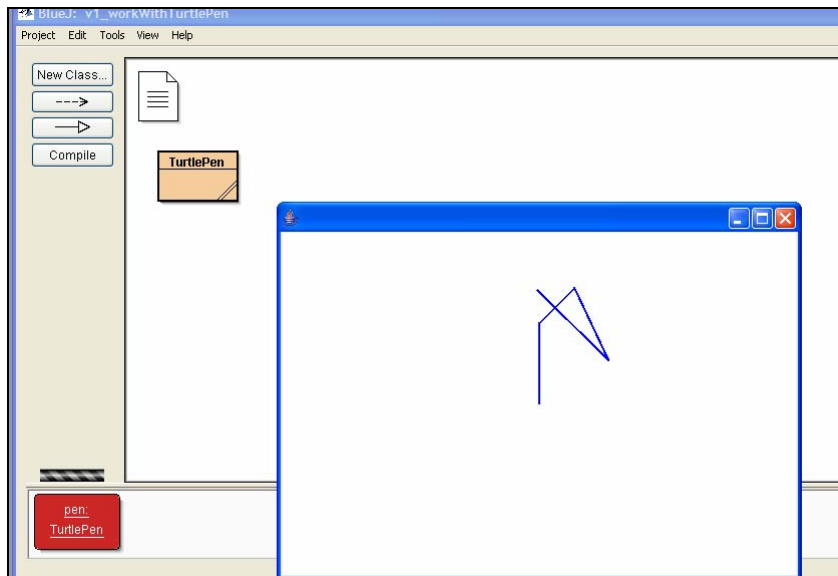 BlueJ: v1_workWithTurtlePen
Project Edit Tools View Help
New Class...
Compile
TurtlePen
pen:
TurtlePen